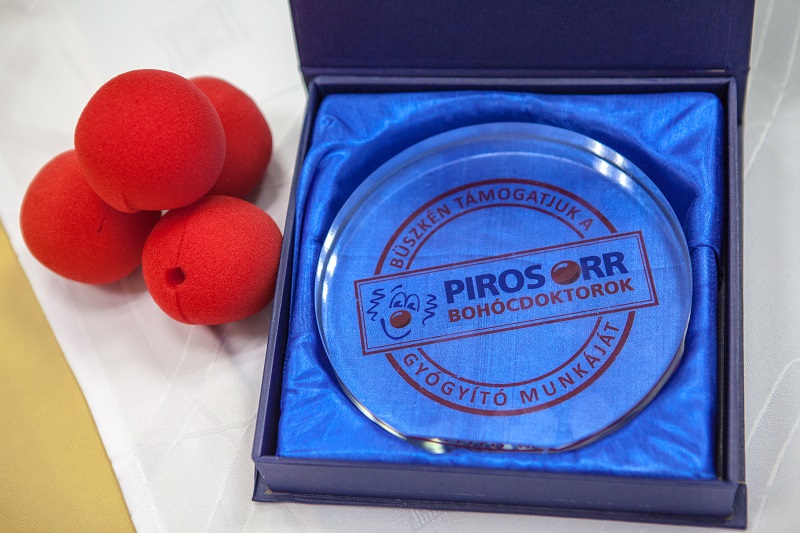 BÜSZKÉN TÁMOGATJUK A
PIROS ORR
BOHÓCDOKTOROK
GYÓGYÍTÓ MUNKÁJÁT